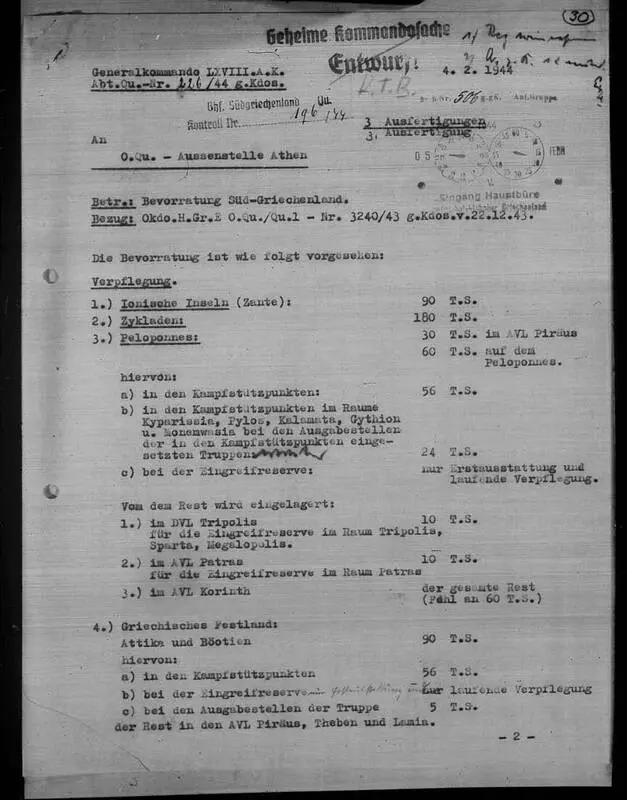 30
Geheime Kommandosache
Entwurf!
4. 2. 1944
K.T.B.
Generalkommando LXVIII.A.K.
Abt.Qu.-Nr. 226/44 g.Kdos.
Bfh. Südgriechenland Qu.
Kontroll Nr. 196/44
Nr. 506 g.K.
3 Ausfertigungen
3. Ausfertigung
An
O.Qu. - Aussenstelle Athen
Eingang Hauptbüro
Betr.: Bevorratung Süd-Griechenland.
Bezug: Okdo.H.Gr.E O.Qu./Qu.1 - Nr. 3240/43 g.Kdos.v.22.12.43.
Die Bevorratung ist wie folgt vorgesehen:
Verpflegung.
1.) Ionische Inseln (Zante): 90 T.S.
2.) Zykladen: 180 T.S.
3.) Peloponnes: 30 T.S. im AVL Piräus
60 T.S. auf dem
Peloponnes.
hiervon:
a) in den Kampfstützpunkten: 56 T.S.
b) in den Kampfstützpunkten im Raume
Kyparissia, Pylos, Kalamata, Gythion
u. Monenwasia bei den Ausgabestellen
der in den Kampfstützpunkten einge-
setzten Truppen: 24 T.S.
c) bei der Eingreifreserve: nur Erstausstattung und
laufende Verpflegung.
Vom dem Rest wird eingelagert:
1.) im DVL Tripolis 10 T.S.
für die Eingreifreserve im Raum Tripolis,
Sparta, Megalopolis.
2.) im AVL Patras 10 T.S.
für die Eingreifreserve im Raum Patras
3.) im AVL Korinth der gesamte Rest
(Fehl an 60 T.S.)
4.) Griechisches Festland:
Attika und Böotien 90 T.S.
hiervon:
a) in den Kampfstützpunkten 56 T.S.
b) bei der Eingreifreserve nur laufende Verpflegung
c) bei den Ausgabestellen der Truppe 5 T.S.
der Rest in den AVL Piräus, Theben und Lamia.
- 2 -